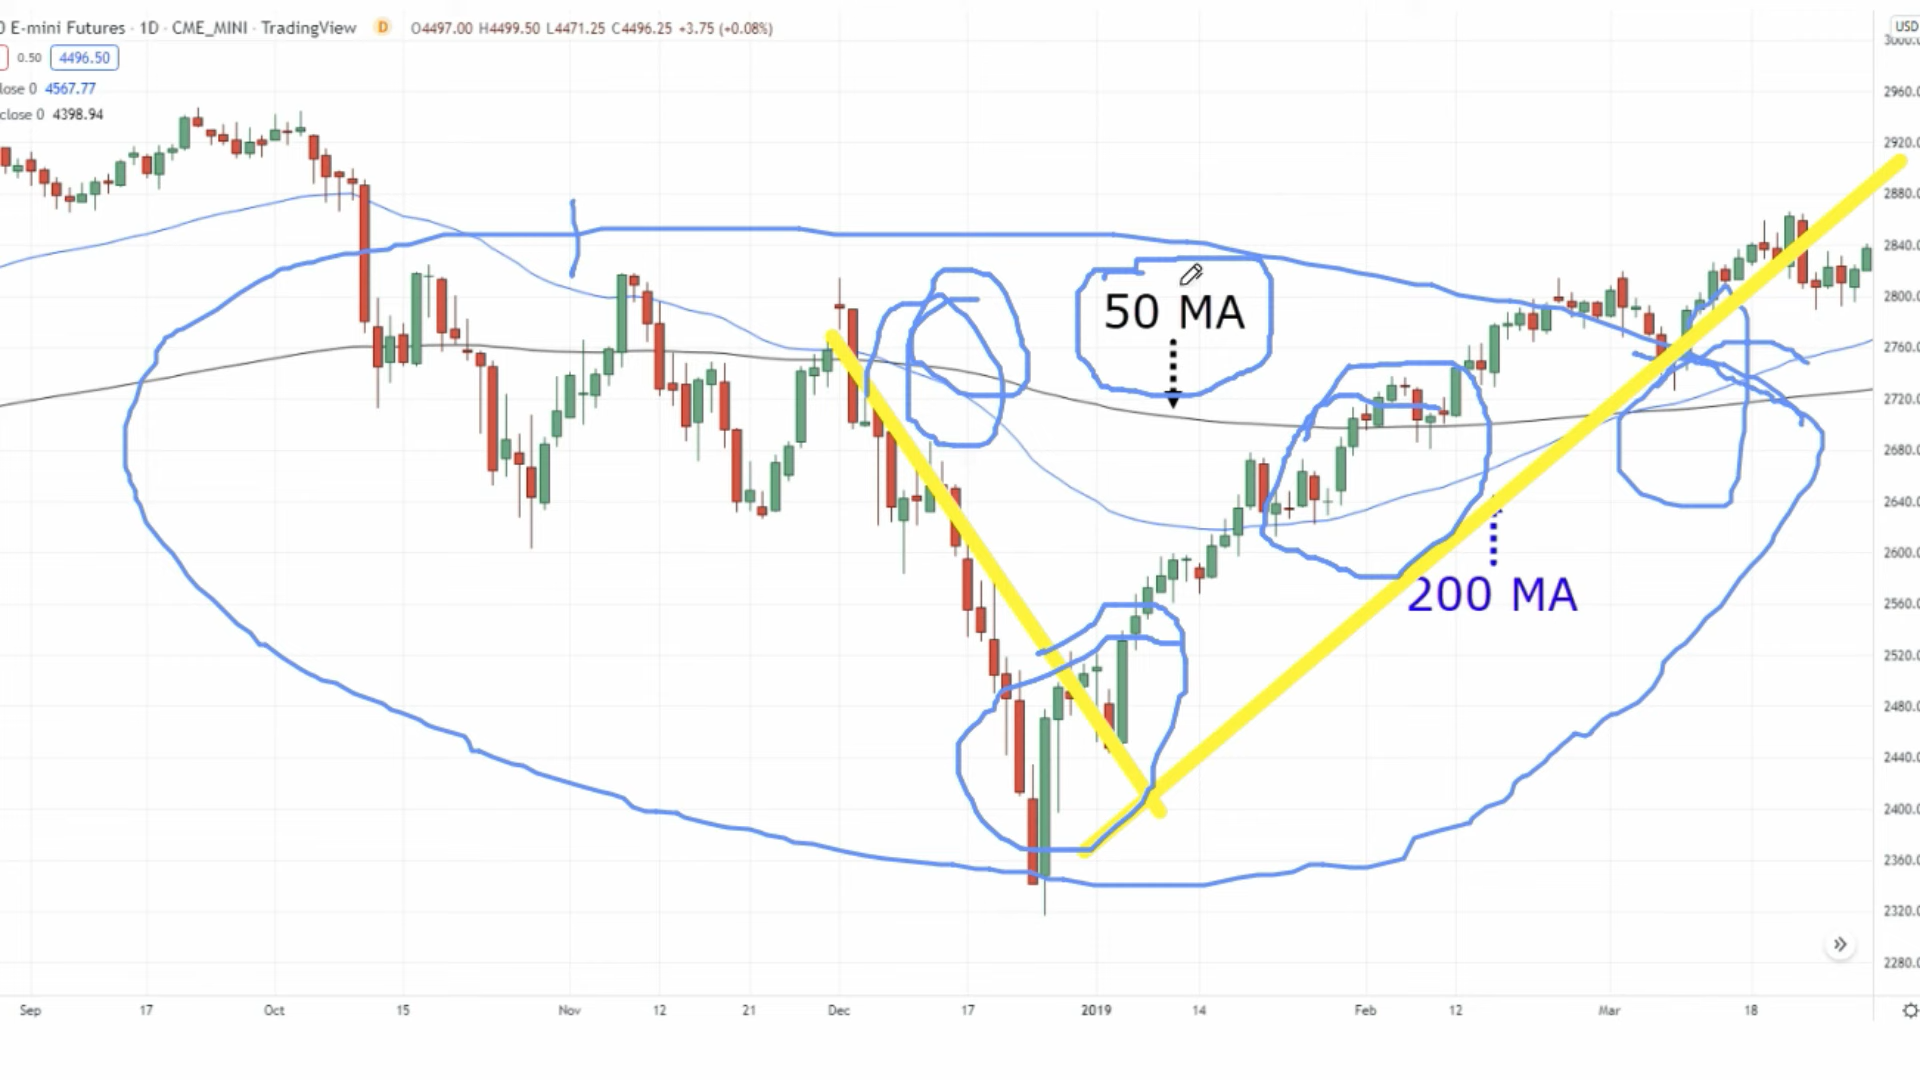 0 E-mini Futures · 1D · CME_MINI · TradingView D O4497.00 H4499.50 L4471.25 C4496.25 +3.75 (+0.08%)
USD
0.50 4496.50
lose 0 4567.77
close 0 4398.94
3000.0
2960.0
2920.0
2880.0
2840.0
2800.0
2760.0
2720.0
2680.0
2640.0
2600.0
2560.0
2520.0
2480.0
2440.0
2400.0
2360.0
2320.0
2280.0
50 MA
200 MA
Sep 17 Oct 15 Nov 12 21 Dec 17 2019 14 Feb 12 Mar 18